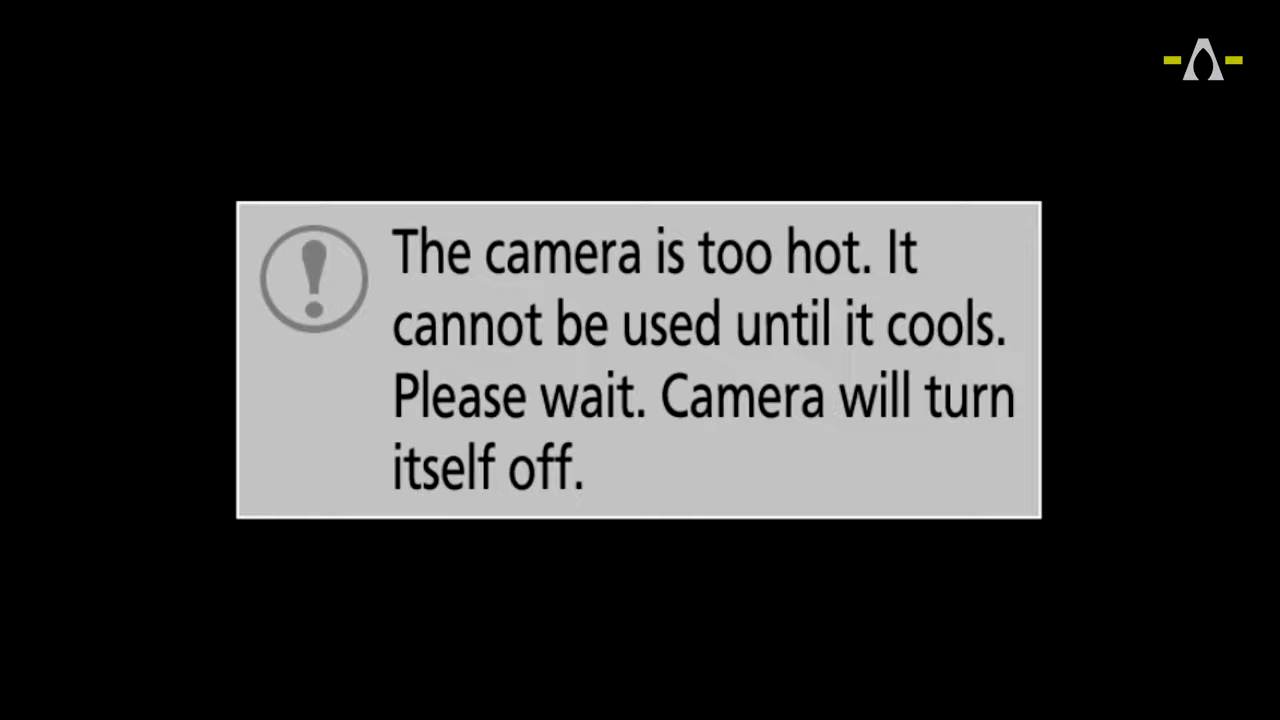 The camera is too hot. It
cannot be used until it cools.
Please wait. Camera will turn
itself off.